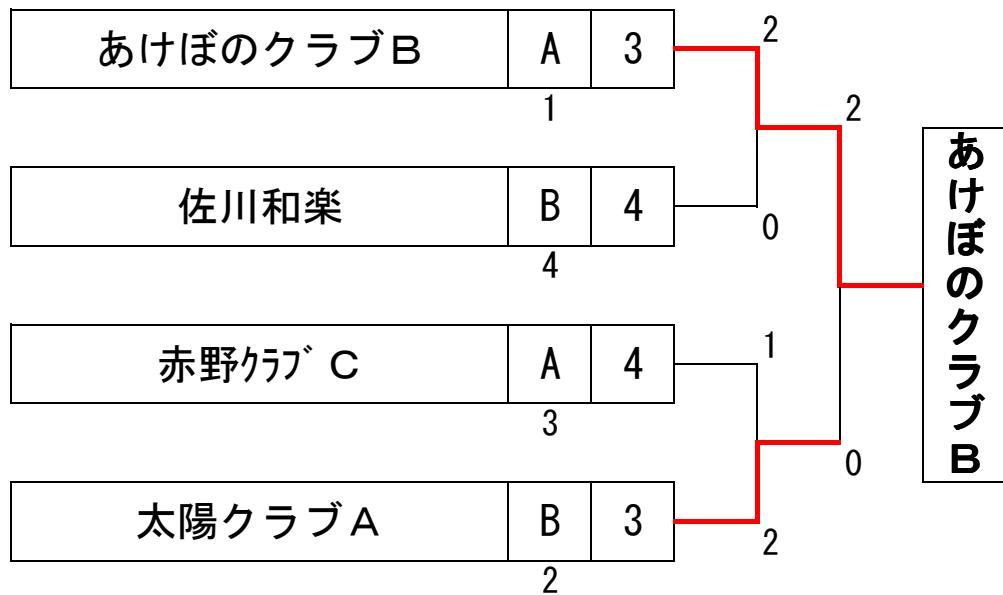 あけぼのクラブB A 3 2
1 2
佐川和楽 B 4 0
4
赤野ｸﾗﾌﾞ C A 4 1
3 0
太陽クラブA B 3 2
2
あけぼのクラブB